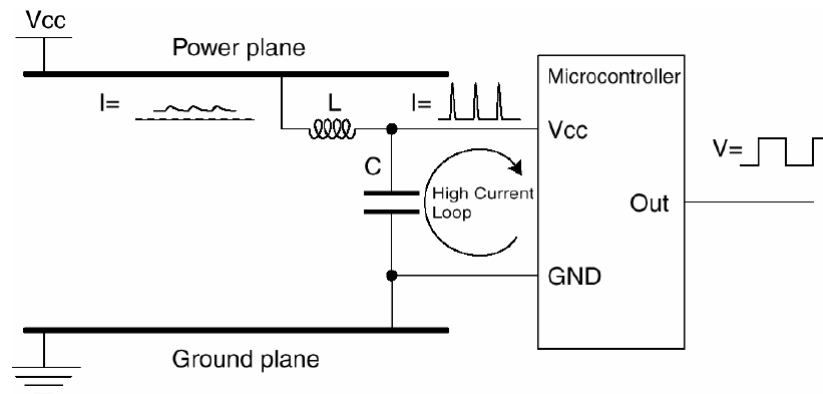 Vcc
Power plane
Microcontroller
I=
L
I=
Vcc
V=
C
High Current
Loop
Out
GND
Ground plane